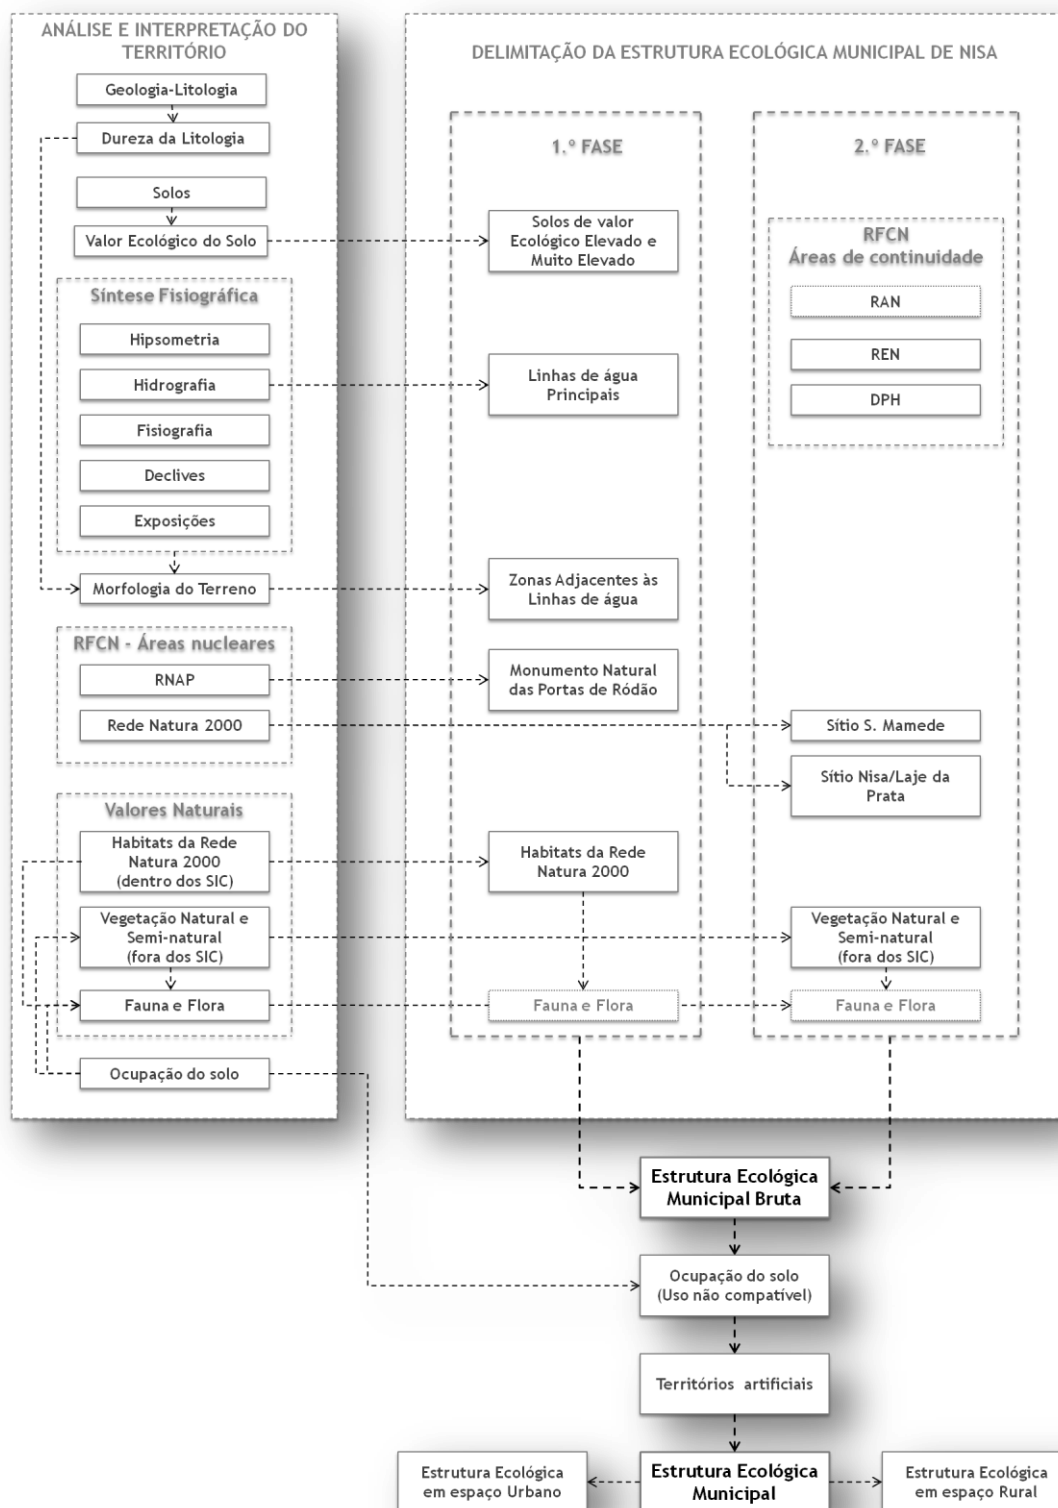 ANÁLISE E INTERPRETAÇÃO DO
TERRITÓRIO
Geologia-Litologia
Dureza da Litologia
Solos
Valor Ecológico do Solo
Síntese Fisiográfica
Hipsometria
Hidrografia
Fisiografia
Declives
Exposições
Morfologia do Terreno
RFCN - Áreas nucleares
RNAP
Rede Natura 2000
Valores Naturais
Habitats da Rede
Natura 2000
(dentro dos SIC)
Vegetação Natural e
Semi-natural
(fora dos SIC)
Fauna e Flora
Ocupação do solo
DELIMITAÇÃO DA ESTRUTURA ECOLÓGICA MUNICIPAL DE NISA
1.º FASE
Solos de valor
Ecológico Elevado e
Muito Elevado
Linhas de água
Principais
Zonas Adjacentes às
Linhas de água
Monumento Natural
das Portas de Ródão
Habitats da Rede
Natura 2000
Fauna e Flora
2.º FASE
RFCN
Áreas de continuidade
RAN
REN
DPH
Sítio S. Mamede
Sítio Nisa/Laje da
Prata
Vegetação Natural e
Semi-natural
(fora dos SIC)
Fauna e Flora
Estrutura Ecológica
Municipal Bruta
Ocupação do solo
(Uso não compatível)
Territórios artificiais
Estrutura Ecológica
em espaço Urbano
Estrutura Ecológica
Municipal
Estrutura Ecológica
em espaço Rural